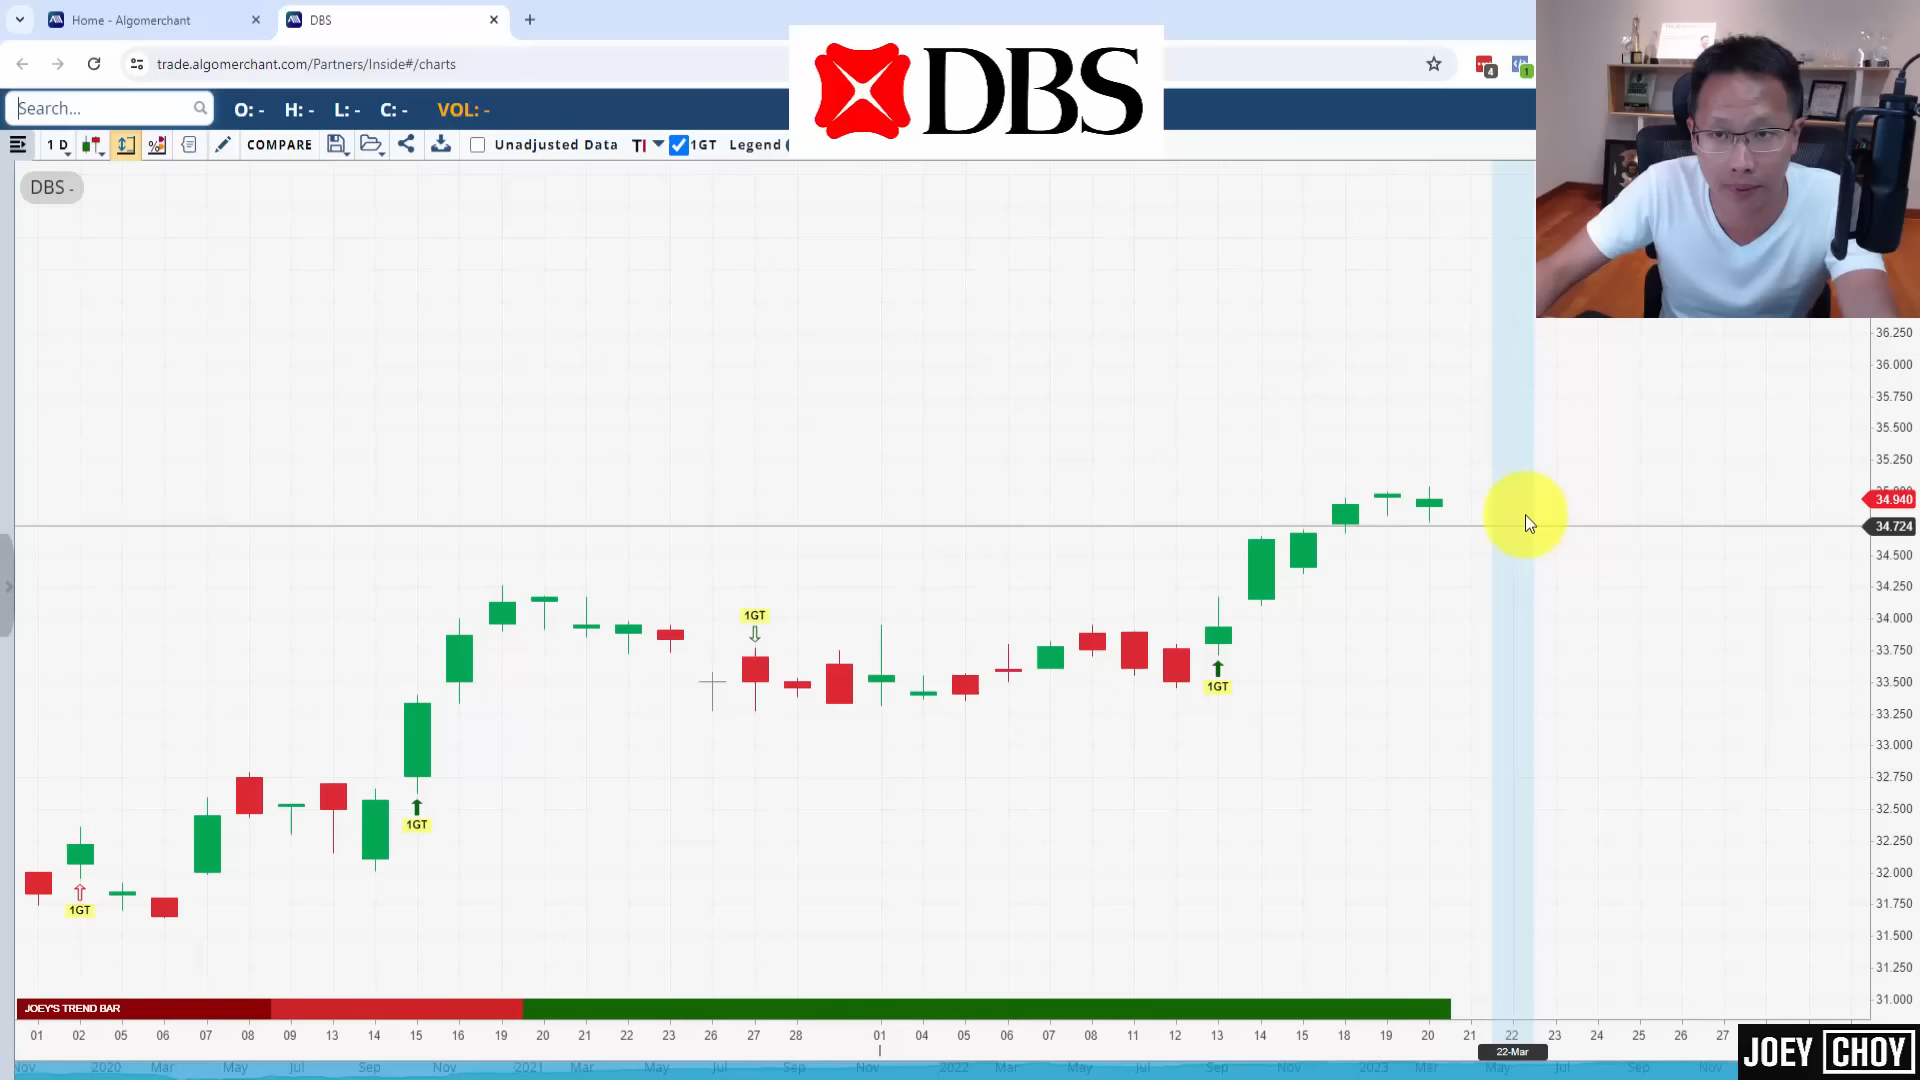 Home - Algomerchant
DBS
trade.algomerchant.com/Partners/Inside#/charts
4
1
Search...
O: -
H: -
L: -
C: -
VOL: -
DBS
1 D
COMPARE
Unadjusted Data
TI
1GT
Legend
DBS -
36.250
36.000
35.750
35.500
35.250
34.940
34.724
34.500
34.250
34.000
33.750
33.500
33.250
33.000
32.750
32.500
32.250
32.000
31.750
31.500
31.250
31.000
1GT
1GT
1GT
1GT
JOEY'S TREND BAR
01 02 05 06 07 08 09 13 14 15 16 19 20 21 22 23 26 27 28 01 04 05 06 07 08 11 12 13 14 15 18 19 20 21 22 23 24 25 26 27
22-Mar
Nov 2020 Mar May Jul Sep Nov 2021 Mar May Jul Sep Nov 2022 Mar May Jul Sep Nov 2023 Mar May Jul Sep Nov
JOEY CHOY